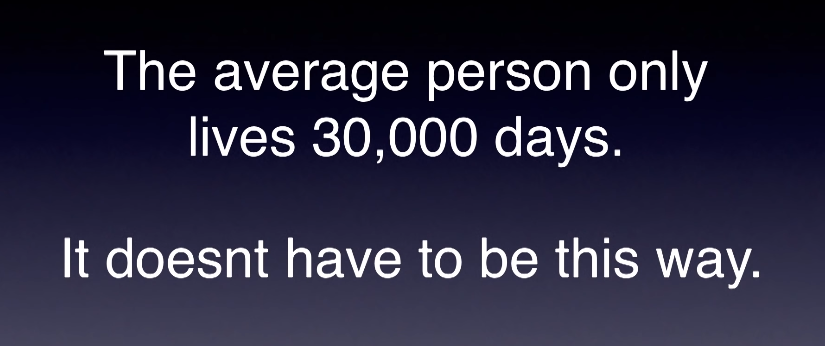 The average person only
lives 30,000 days.
It doesnt have to be this way.